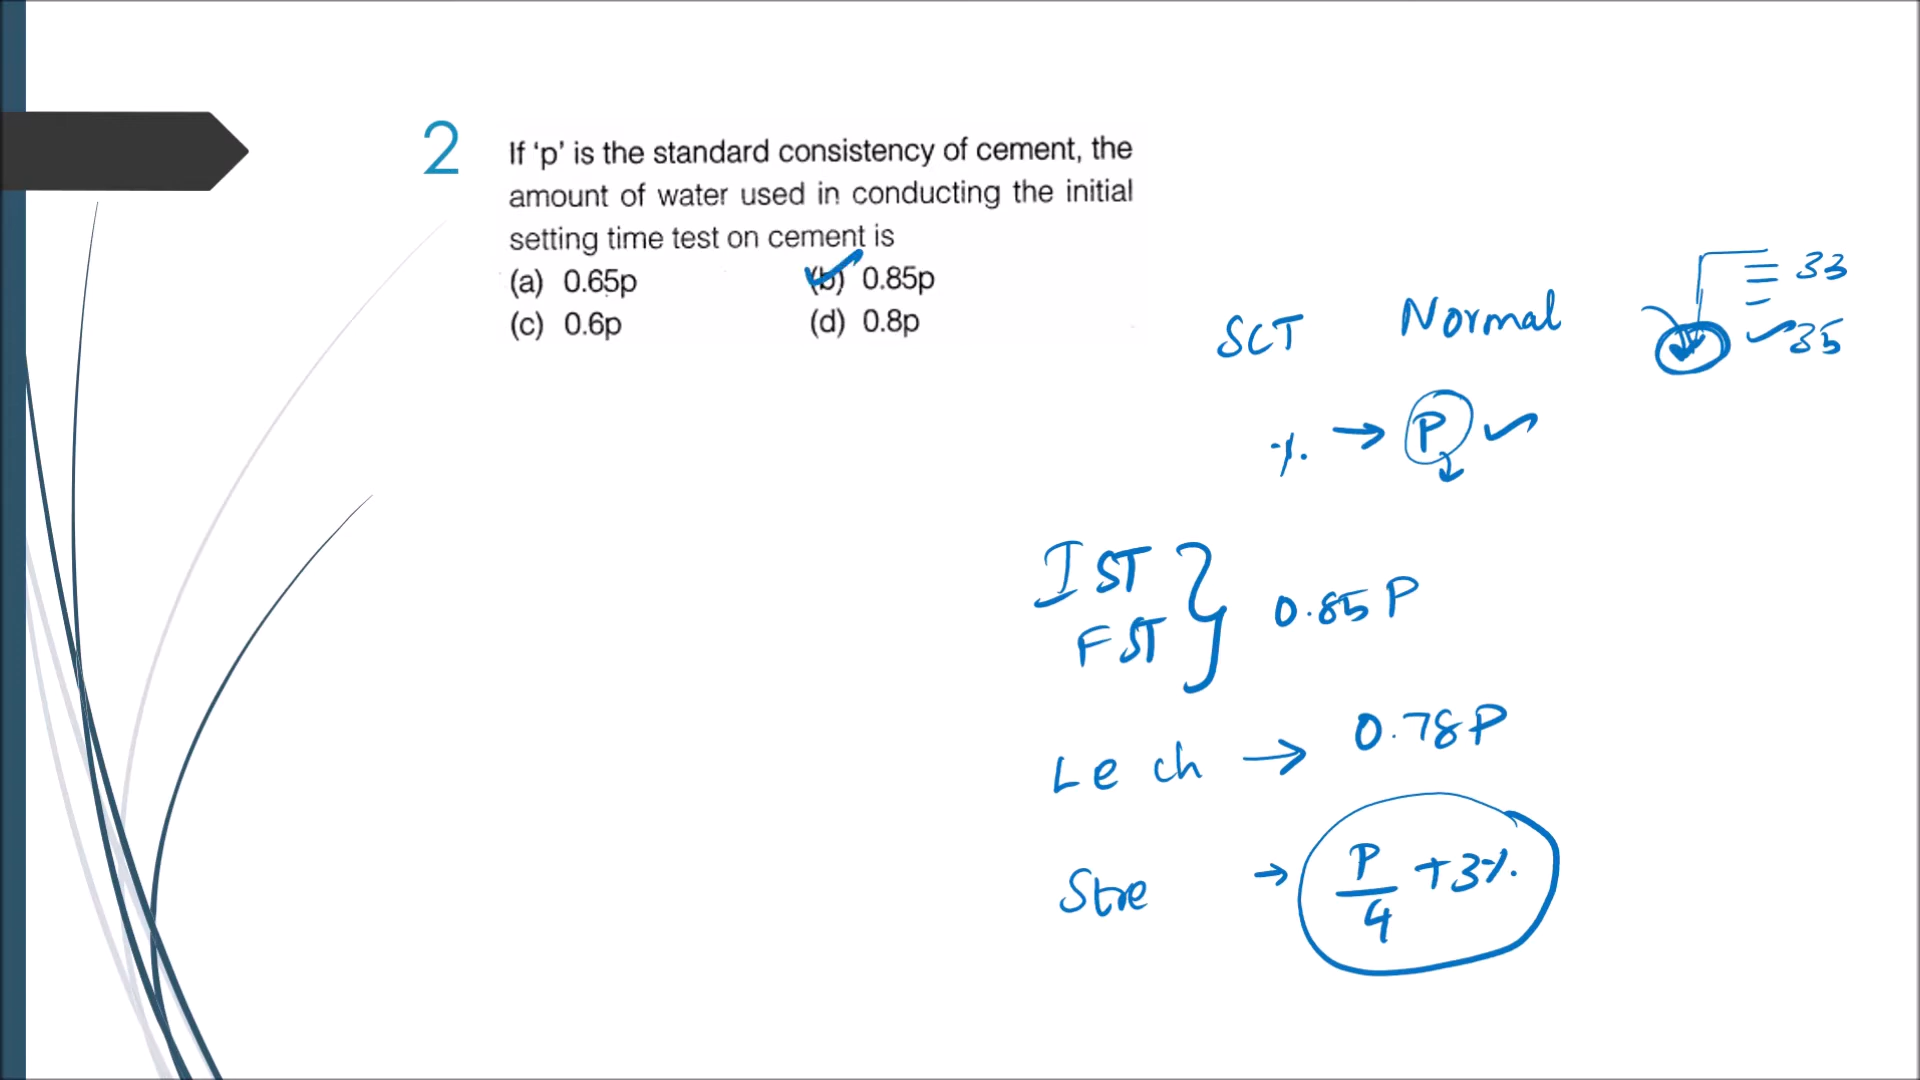 2
If ‘p’ is the standard consistency of cement, the
amount of water used in conducting the initial
setting time test on cement is
(a) 0.65p (b) 0.85p
(c) 0.6p (d) 0.8p
SCT Normal 33
35
% → P
IST
FST } 0.85 P
Le ch → 0.78P
Stre → P/4 + 3%